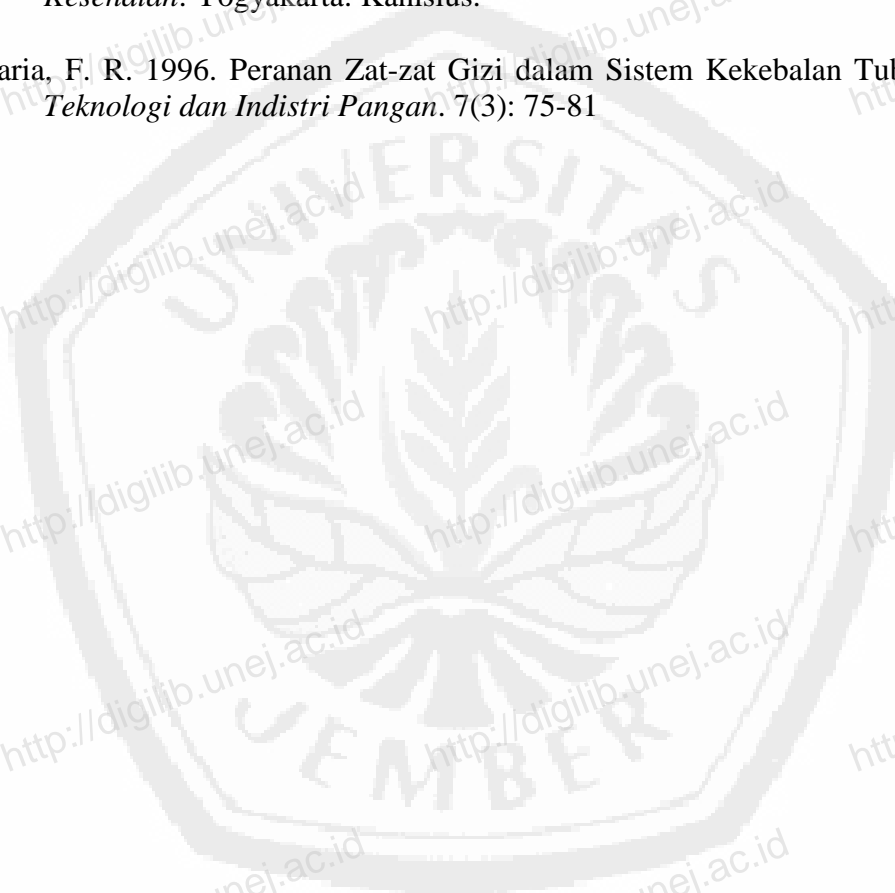 Kesehatan. Yogyakarta: Kanisius.
aria, F. R. 1996. Peranan Zat-zat Gizi dalam Sistem Kekebalan Tub
Teknologi dan Indistri Pangan. 7(3): 75-81
UNIVERSITAS
JEMBER
http://digilib.unej.ac.id
http://digilib.unej.ac.id
http://digilib.unej.ac.id
http://digilib.unej.ac.id
http://digilib.unej.ac.id
http://digilib.unej.ac.id
http://digilib.unej.ac.id
http://digilib.unej.ac.id